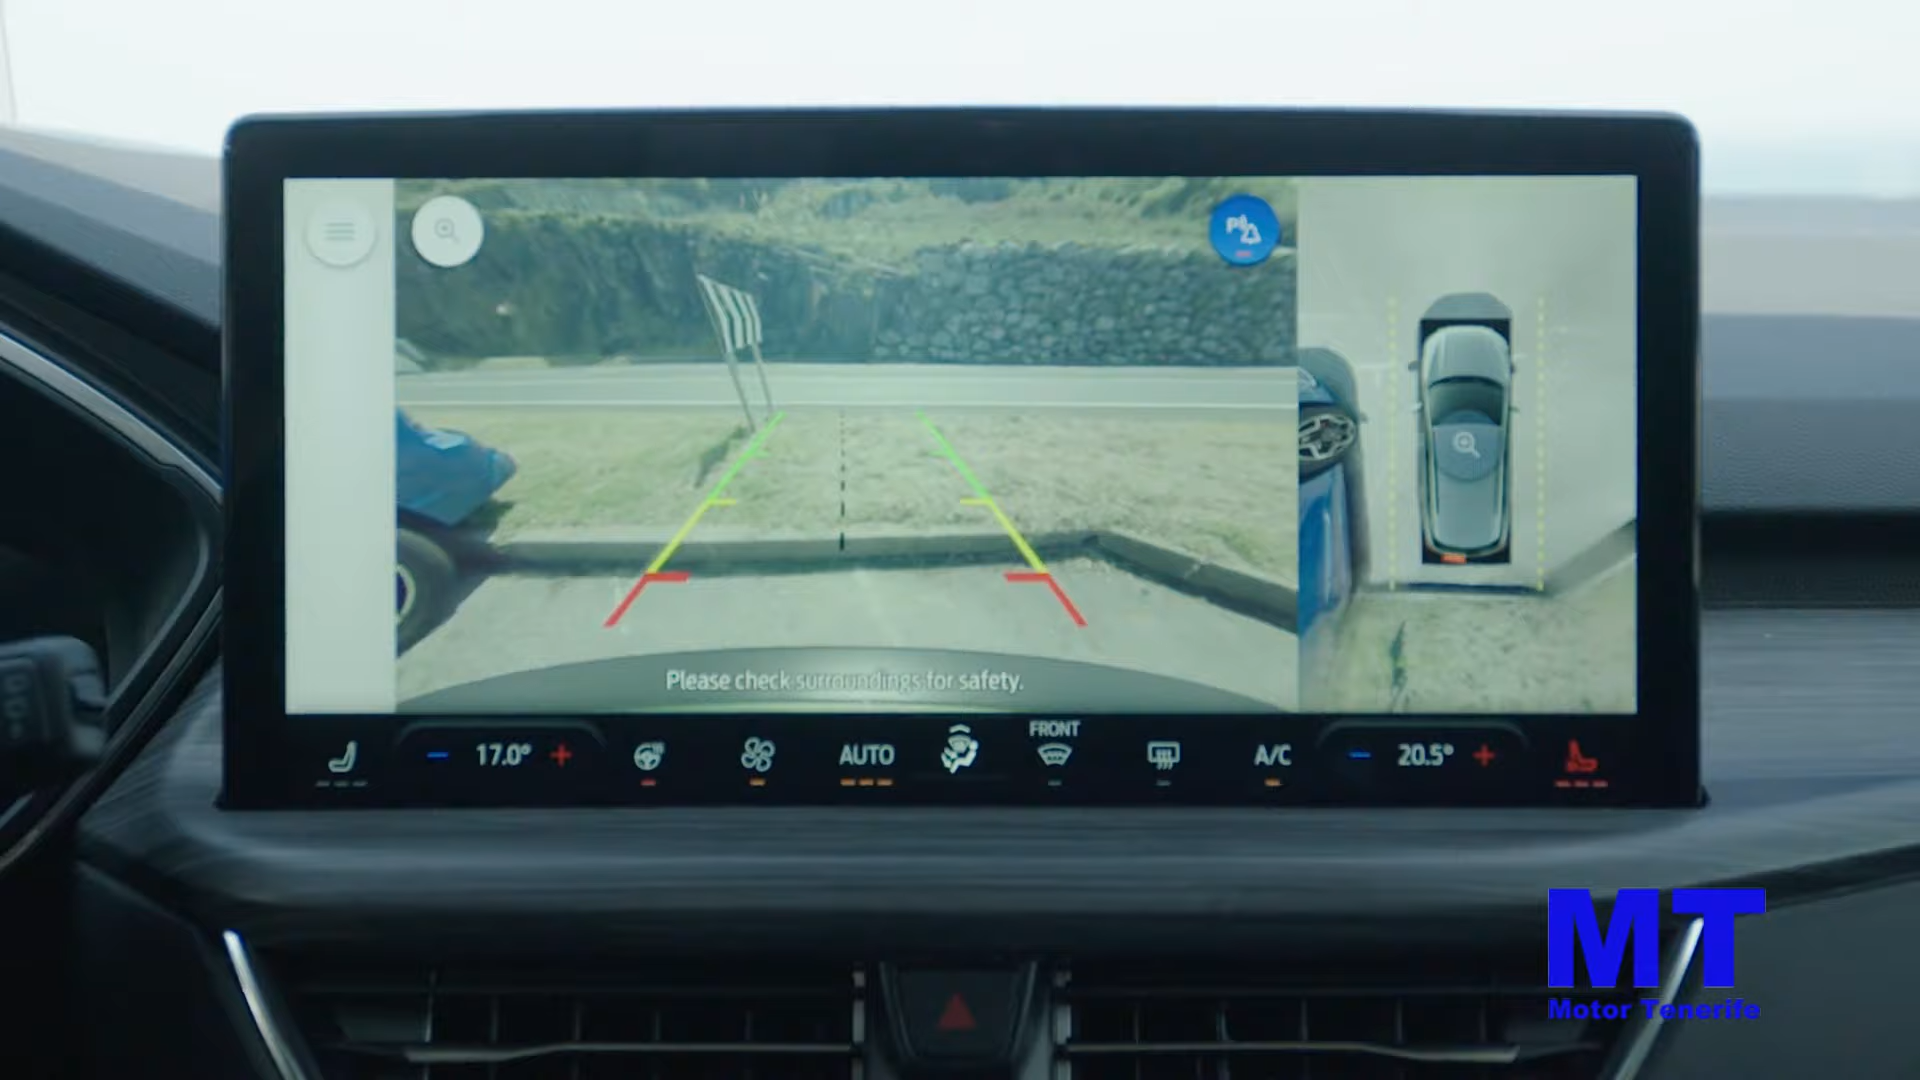 Please check surroundings for safety.
FRONT
17.0°
AUTO
A/C
20.5°
MT
Motor Tenerife